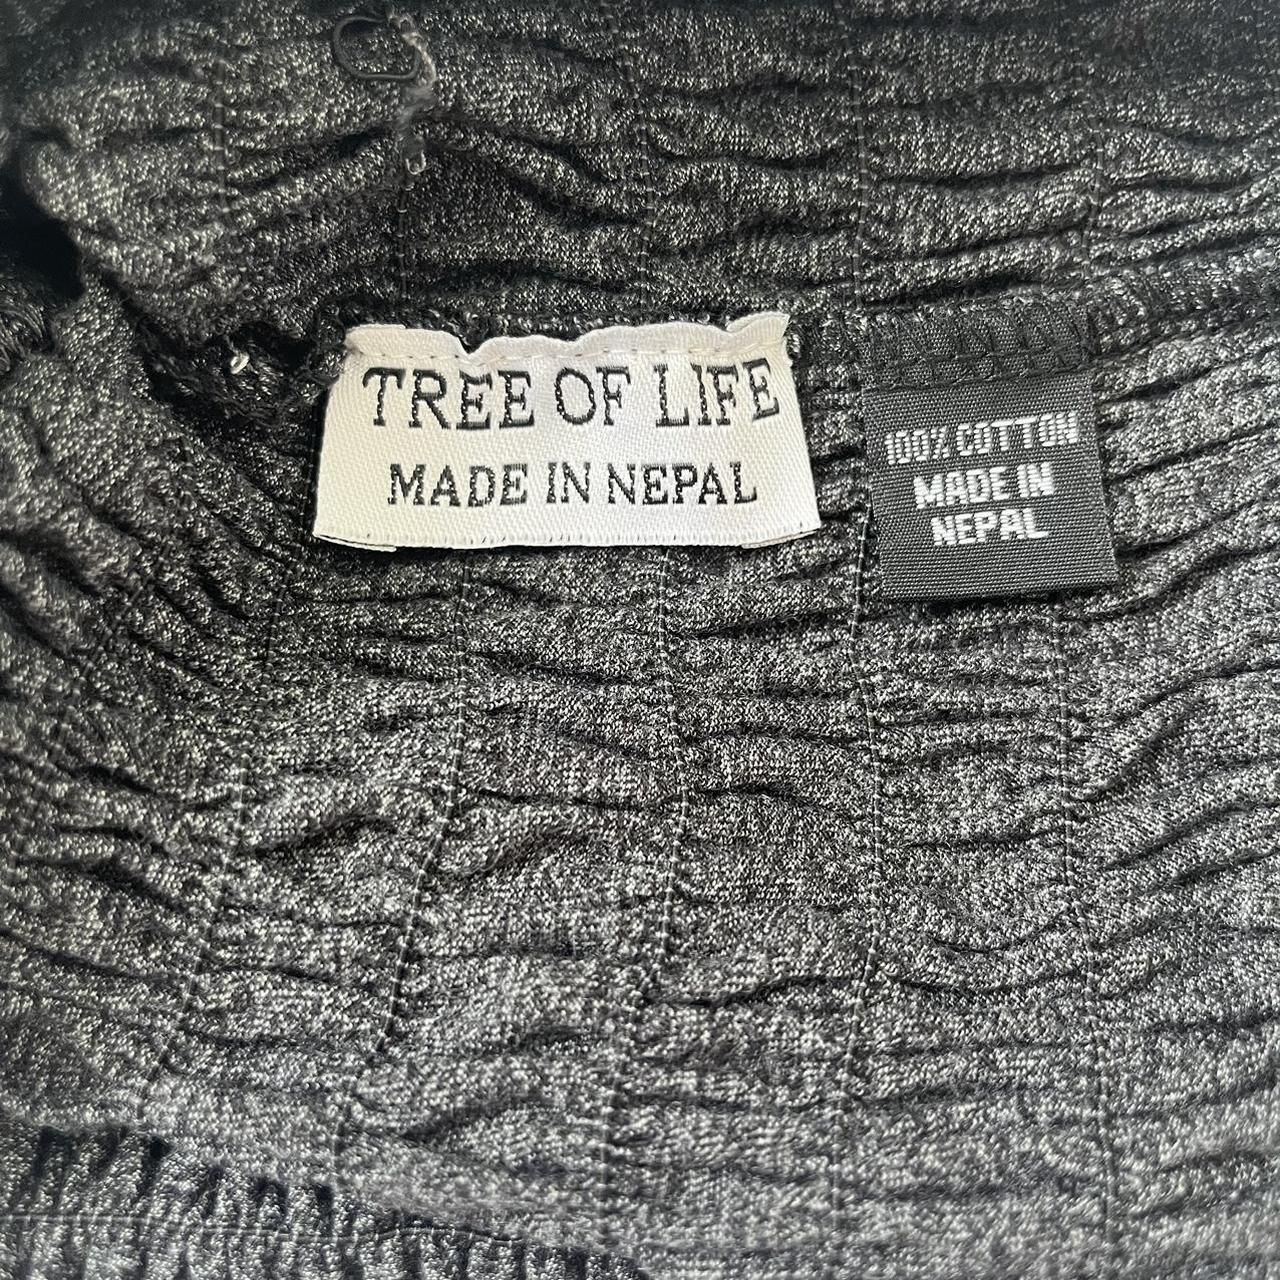 TREE OF LIFE
MADE IN NEPAL
100% COTTON
MADE IN
NEPAL